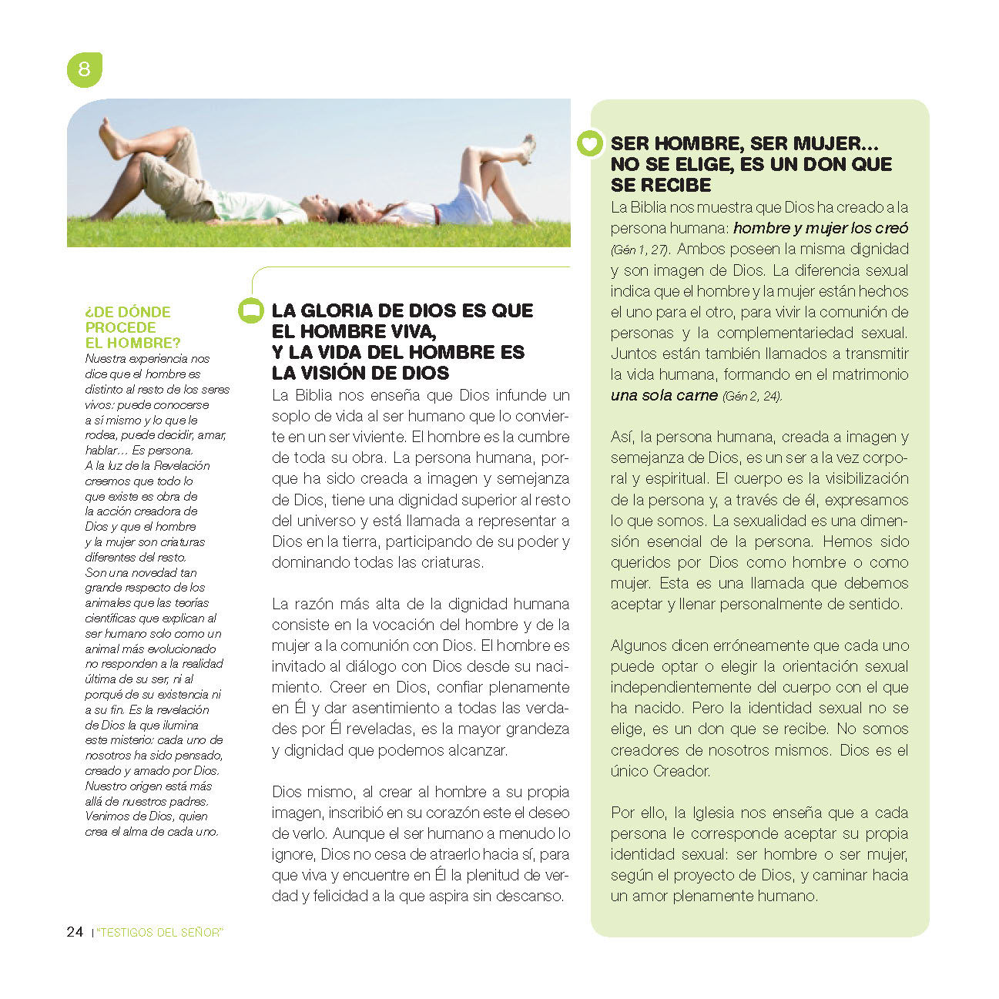 8
¿DE DÓNDE
PROCEDE
EL HOMBRE?
Nuestra experiencia nos
dice que el hombre es
distinto al resto de los seres
vivos: puede conocerse
a sí mismo y lo que le
rodea, puede decidir, amar,
hablar... Es persona.
A la luz de la Revelación
creemos que todo lo
que existe es obra de
la acción creadora de
Dios y que el hombre
y la mujer son criaturas
diferentes del resto.
Son una novedad tan
grande respecto de los
animales que las teorías
científicas que explican al
ser humano solo como un
animal más evolucionado
no responden a la realidad
última de su ser, ni al
porqué de su existencia ni
a su fin. Es la revelación
de Dios la que ilumina
este misterio: cada uno de
nosotros ha sido pensado,
creado y amado por Dios.
Nuestro origen está más
allá de nuestros padres.
Venimos de Dios, quien
crea el alma de cada uno.
LA GLORIA DE DIOS ES QUE
EL HOMBRE VIVA,
Y LA VIDA DEL HOMBRE ES
LA VISIÓN DE DIOS
La Biblia nos enseña que Dios infunde un
soplo de vida al ser humano que lo convier-
te en un ser viviente. El hombre es la cumbre
de toda su obra. La persona humana, por-
que ha sido creada a imagen y semejanza
de Dios, tiene una dignidad superior al resto
del universo y está llamada a representar a
Dios en la tierra, participando de su poder y
dominando todas las criaturas.
La razón más alta de la dignidad humana
consiste en la vocación del hombre y de la
mujer a la comunión con Dios. El hombre es
invitado al diálogo con Dios desde su naci-
miento. Creer en Dios, confiar plenamente
en Él y dar asentimiento a todas las verda-
des por Él reveladas, es la mayor grandeza
y dignidad que podemos alcanzar.
Dios mismo, al crear al hombre a su propia
imagen, inscribió en su corazón este el deseo
de verlo. Aunque el ser humano a menudo lo
ignore, Dios no cesa de atraerlo hacia sí, para
que viva y encuentre en Él la plenitud de ver-
dad y felicidad a la que aspira sin descanso.
SER HOMBRE, SER MUJER...
NO SE ELIGE, ES UN DON QUE
SE RECIBE
La Biblia nos muestra que Dios ha creado a la
persona humana: hombre y mujer los creó
(Gén 1, 27). Ambos poseen la misma dignidad
y son imagen de Dios. La diferencia sexual
indica que el hombre y la mujer están hechos
el uno para el otro, para vivir la comunión de
personas y la complementariedad sexual.
Juntos están también llamados a transmitir
la vida humana, formando en el matrimonio
una sola carne (Gén 2, 24).
Así, la persona humana, creada a imagen y
semejanza de Dios, es un ser a la vez corpo-
ral y espiritual. El cuerpo es la visibilización
de la persona y, a través de él, expresamos
lo que somos. La sexualidad es una dimen-
sión esencial de la persona. Hemos sido
queridos por Dios como hombre o como
mujer. Esta es una llamada que debemos
aceptar y llenar personalmente de sentido.
Algunos dicen erróneamente que cada uno
puede optar o elegir la orientación sexual
independientemente del cuerpo con el que
ha nacido. Pero la identidad sexual no se
elige, es un don que se recibe. No somos
creadores de nosotros mismos. Dios es el
único Creador.
Por ello, la Iglesia nos enseña que a cada
persona le corresponde aceptar su propia
identidad sexual: ser hombre o ser mujer,
según el proyecto de Dios, y caminar hacia
un amor plenamente humano.
24 | “TESTIGOS DEL SEÑOR”